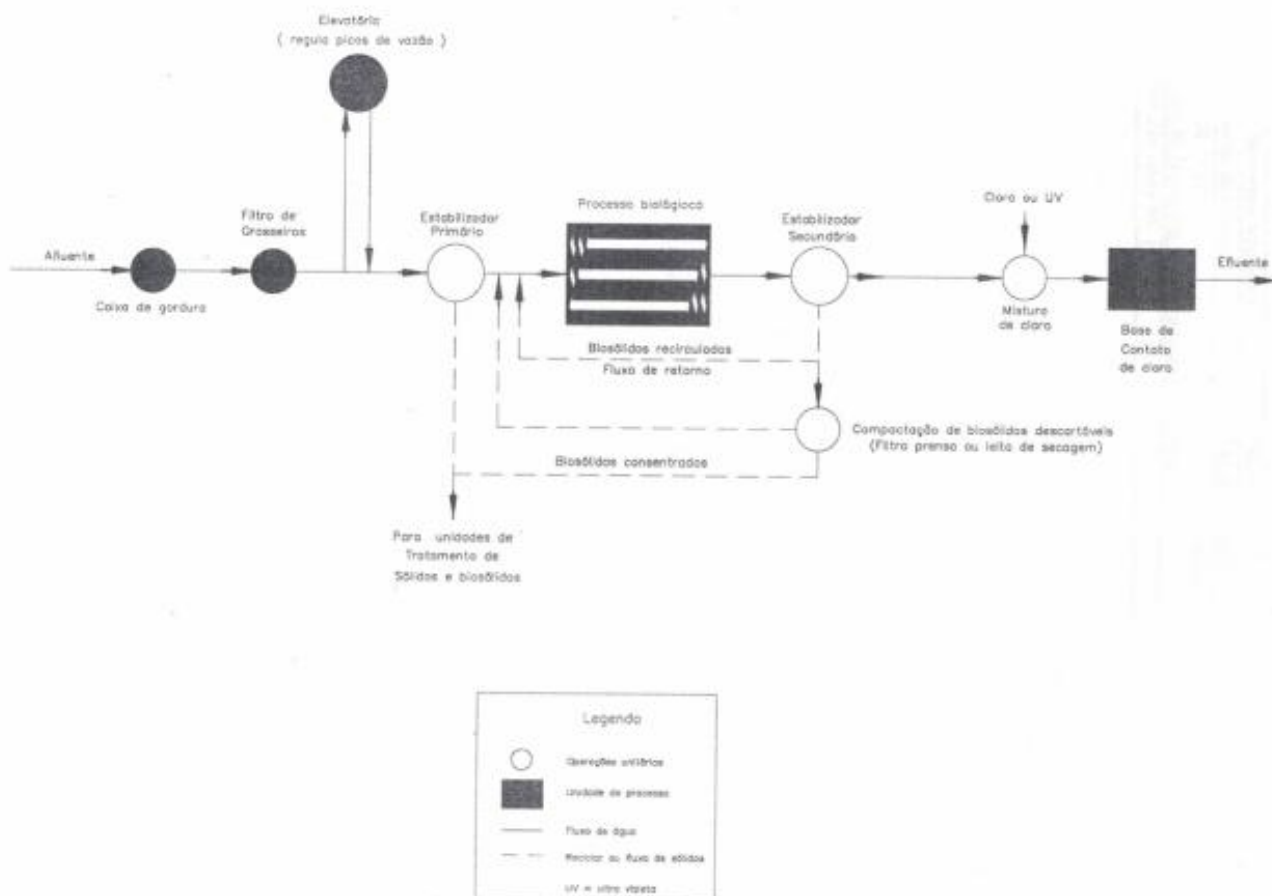 Elevatória
( regula picos de vazão )
Filtro de
Grosseiros
Afluente
Caixa de gordura
Estabilizador
Primário
Processo biológico
Estabilizador
Secundário
Cloro ou UV
Mistura
de cloro
Efluente
Base de
Contato
de cloro
Biosólidos recirculados
Fluxo de retorno
Compactação de biosólidos descartáveis
(Filtro prensa ou leito de secagem)
Biosólidos consentrados
Para unidades de
Tratamento de
Sólidos e biosólidos
Legenda
Operações unitárias
Unidade de processo
Fluxo de água
Reciclar ou fluxo de sólidos
UV = ultra violeta